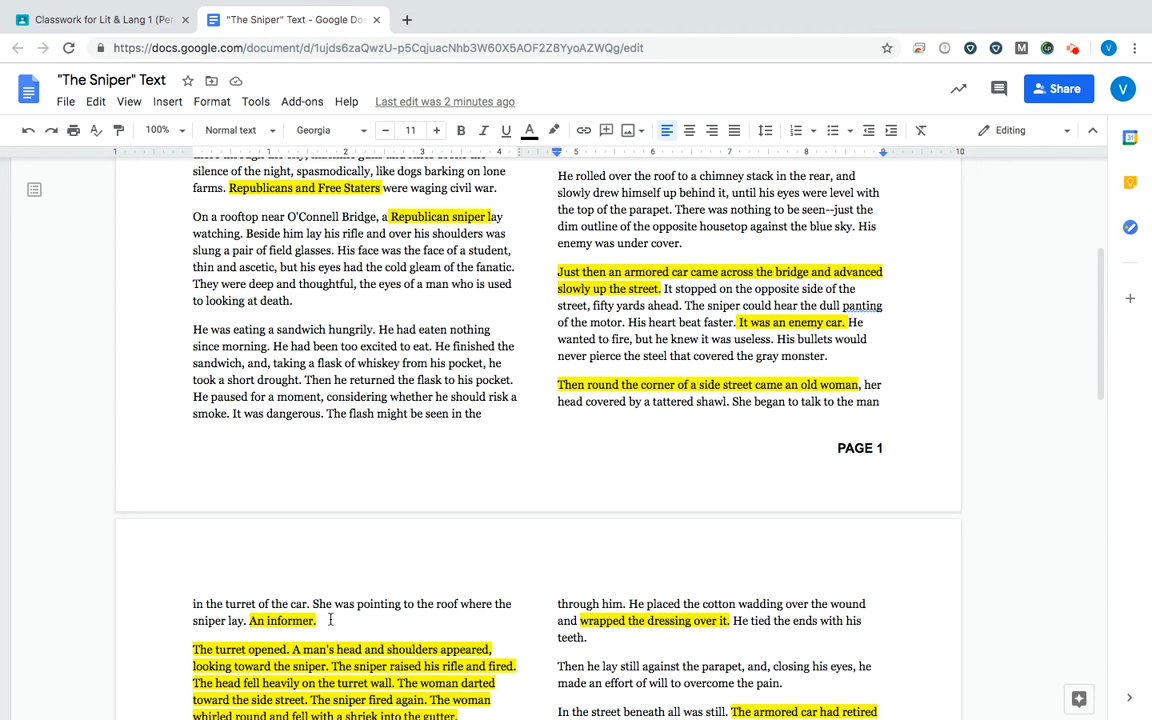 Classwork for Lit & Lang 1 (Per
"The Sniper" Text - Google Do
https://docs.google.com/document/d/1ujds6zaQwzU-p5CqjuacNhb3W60X5AOF2Z8YyoAZWQg/edit
"The Sniper" Text
File Edit View Insert Format Tools Add-ons Help Last edit was 2 minutes ago
Share
V
100% Normal text Georgia 11 Editing
silence of the night, spasmodically, like dogs barking on lone
farms. Republicans and Free Staters were waging civil war.
On a rooftop near O'Connell Bridge, a Republican sniper lay
watching. Beside him lay his rifle and over his shoulders was
slung a pair of field glasses. His face was the face of a student,
thin and ascetic, but his eyes had the cold gleam of the fanatic.
They were deep and thoughtful, the eyes of a man who is used
to looking at death.
He was eating a sandwich hungrily. He had eaten nothing
since morning. He had been too excited to eat. He finished the
sandwich, and, taking a flask of whiskey from his pocket, he
took a short drought. Then he returned the flask to his pocket.
He paused for a moment, considering whether he should risk a
smoke. It was dangerous. The flash might be seen in the
He rolled over the roof to a chimney stack in the rear, and
slowly drew himself up behind it, until his eyes were level with
the top of the parapet. There was nothing to be seen--just the
dim outline of the opposite housetop against the blue sky. His
enemy was under cover.
Just then an armored car came across the bridge and advanced
slowly up the street. It stopped on the opposite side of the
street, fifty yards ahead. The sniper could hear the dull panting
of the motor. His heart beat faster. It was an enemy car. He
wanted to fire, but he knew it was useless. His bullets would
never pierce the steel that covered the gray monster.
Then round the corner of a side street came an old woman, her
head covered by a tattered shawl. She began to talk to the man
PAGE 1
in the turret of the car. She was pointing to the roof where the
sniper lay. An informer.
The turret opened. A man's head and shoulders appeared,
looking toward the sniper. The sniper raised his rifle and fired.
The head fell heavily on the turret wall. The woman darted
toward the side street. The sniper fired again. The woman
whirled round and fell with a shriek into the gutter.
through him. He placed the cotton wadding over the wound
and wrapped the dressing over it. He tied the ends with his
teeth.
Then he lay still against the parapet, and, closing his eyes, he
made an effort of will to overcome the pain.
In the street beneath all was still. The armored car had retired